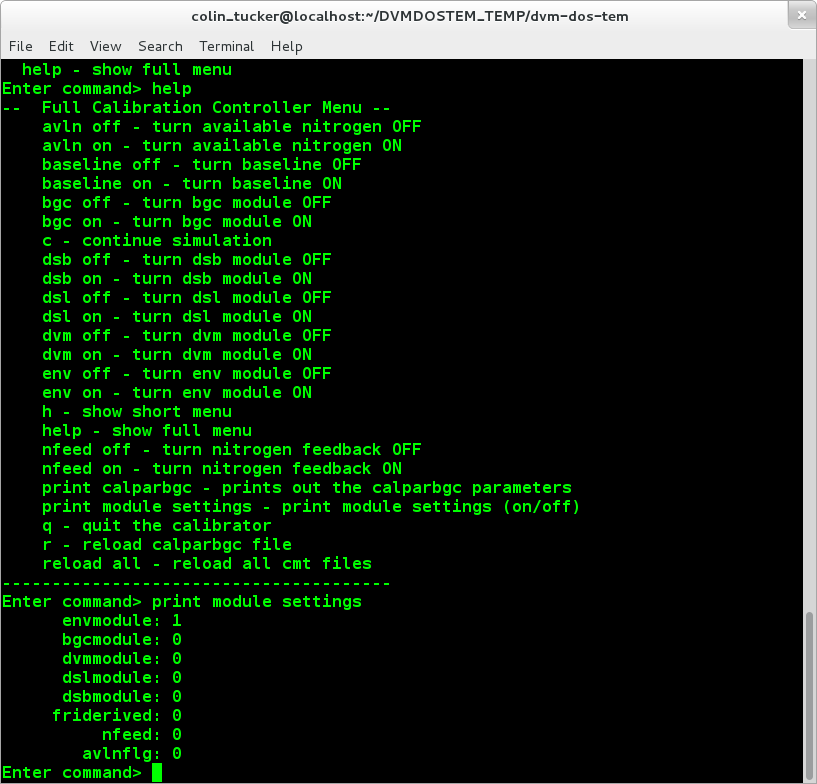 colin_tucker@localhost:~/DVMDOSTEM_TEMP/dvm-dos-tem
File Edit View Search Terminal Help
help - show full menu
Enter command> help
-- Full Calibration Controller Menu --
avln off - turn available nitrogen OFF
avln on - turn available nitrogen ON
baseline off - turn baseline OFF
baseline on - turn baseline ON
bgc off - turn bgc module OFF
bgc on - turn bgc module ON
c - continue simulation
dsb off - turn dsb module OFF
dsb on - turn dsb module ON
dsl off - turn dsl module OFF
dsl on - turn dsl module ON
dvm off - turn dvm module OFF
dvm on - turn dvm module ON
env off - turn env module OFF
env on - turn env module ON
h - show short menu
help - show full menu
nfeed off - turn nitrogen feedback OFF
nfeed on - turn nitrogen feedback ON
print calparbgc - prints out the calparbgc parameters
print module settings - print module settings (on/off)
q - quit the calibrator
r - reload calparbgc file
reload all - reload all cmt files
---------------------------------------
Enter command> print module settings
envmodule: 1
bgcmodule: 0
dvmmodule: 0
dslmodule: 0
dsbmodule: 0
friderived: 0
nfeed: 0
avlnflg: 0
Enter command>